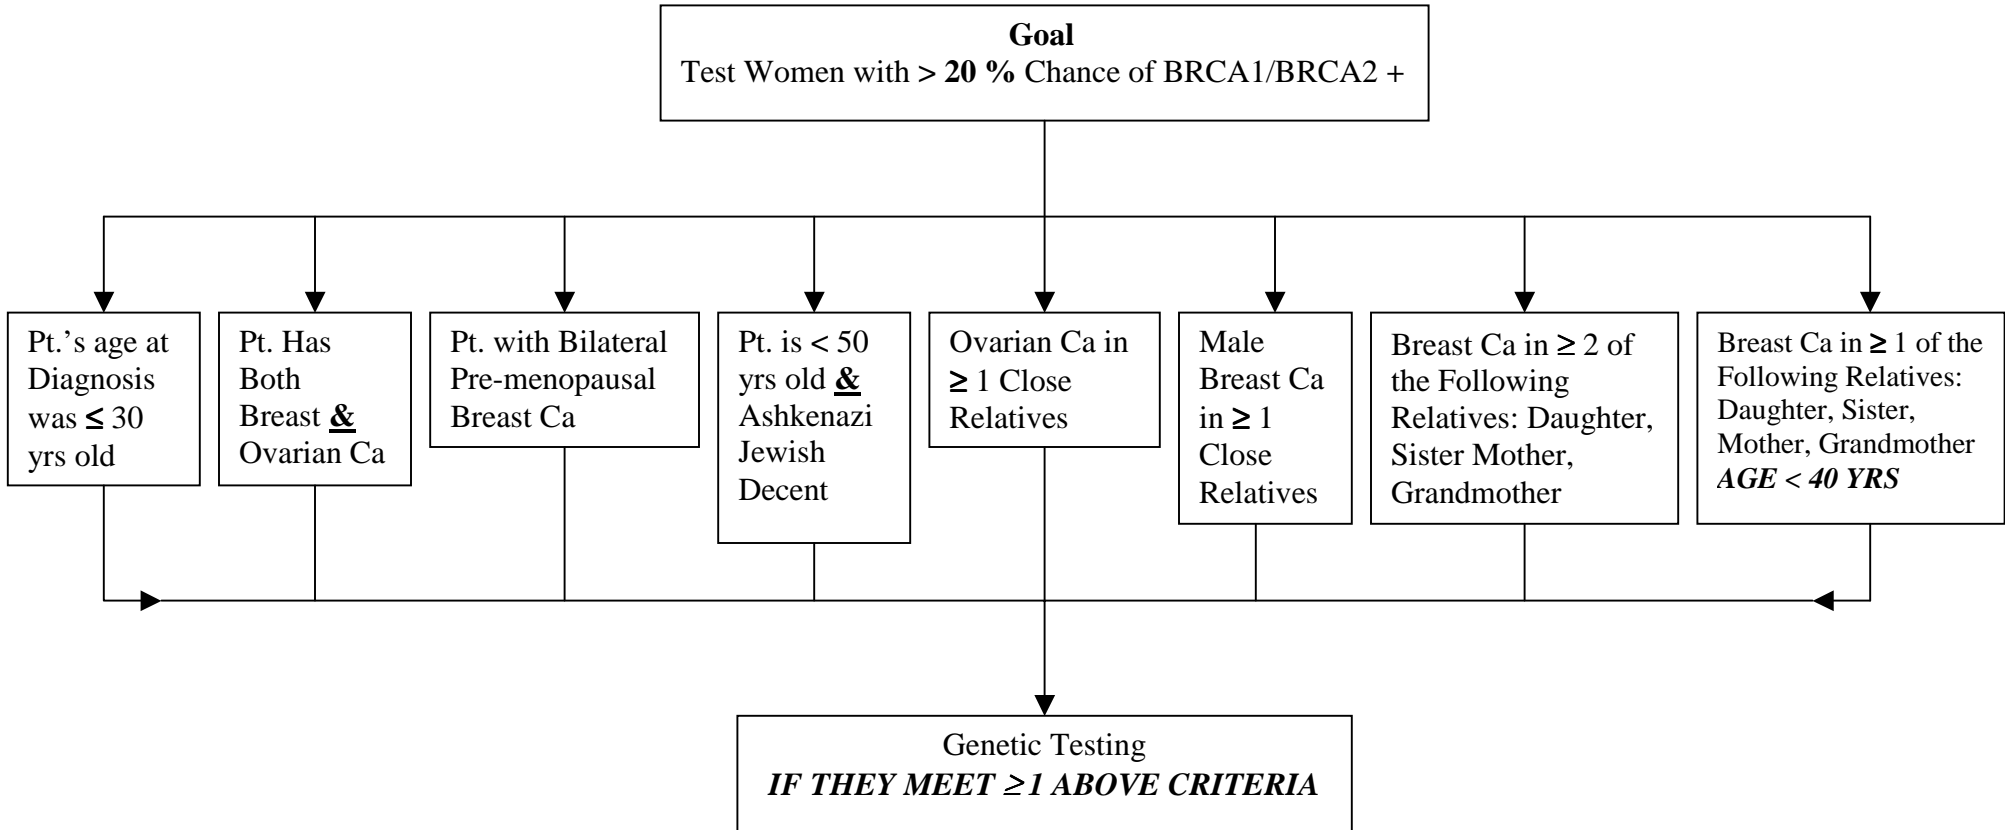 Goal
Test Women with > 20 % Chance of BRCA1/BRCA2 +
Pt.’s age at
Diagnosis
was ≤ 30
yrs old
Pt. Has
Both
Breast &
Ovarian Ca
Pt. with Bilateral
Pre-menopausal
Breast Ca
Pt. is < 50
yrs old &
Ashkenazi
Jewish
Decent
Ovarian Ca in
≥ 1 Close
Relatives
Male
Breast Ca
in ≥ 1
Close
Relatives
Breast Ca in ≥ 2 of
the Following
Relatives: Daughter,
Sister Mother,
Grandmother
Breast Ca in ≥ 1 of the
Following Relatives:
Daughter, Sister,
Mother, Grandmother
AGE < 40 YRS
Genetic Testing
IF THEY MEET ≥1 ABOVE CRITERIA